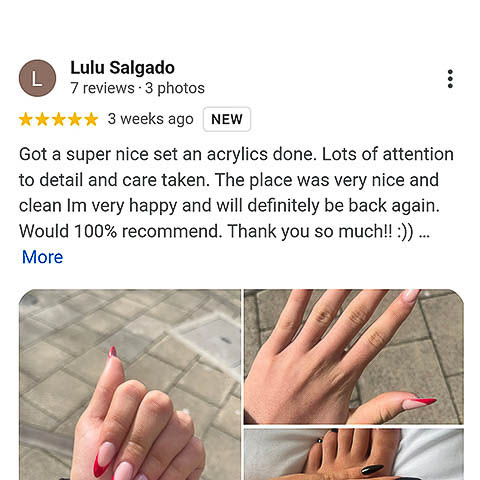 L
Lulu Salgado
7 reviews · 3 photos
3 weeks ago NEW
Got a super nice set an acrylics done. Lots of attention
to detail and care taken. The place was very nice and
clean Im very happy and will definitely be back again.
Would 100% recommend. Thank you so much!! :)) ...
More